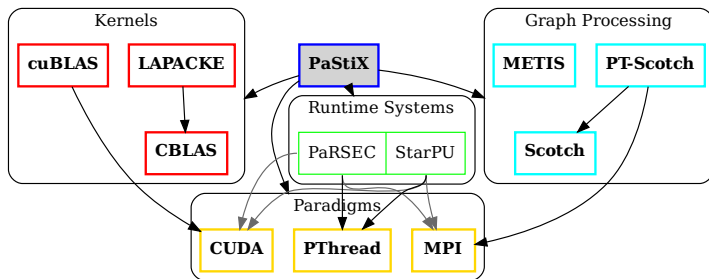 Kernels
Graph Processing
cuBLAS
LAPACKE
PaStiX
METIS
PT-Scotch
Runtime Systems
CBLAS
PaRSEC
StarPU
Scotch
Paradigms
CUDA
PThread
MPI